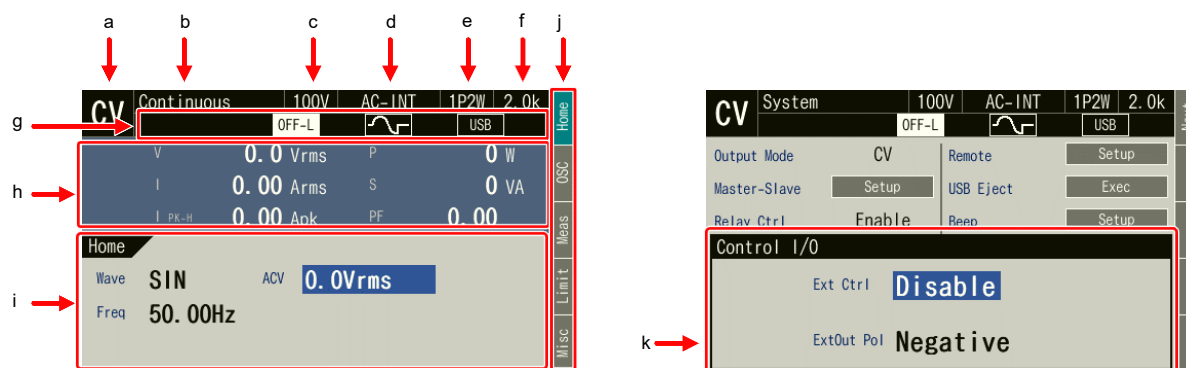 a b c d e f j
CV Continuous 100V AC-INT 1P2W 2.0k
g OFF-L USB
Home
OSC
Meas
Limit
Misc
h
V 0.0 Vrms P 0 W
I 0.00 Arms S 0 VA
I PK-H 0.00 Apk PF 0.00
Home
i
Wave SIN ACV 0.0Vrms
Freq 50.00Hz
CV System 100V AC-INT 1P2W 2.0k
OFF-L USB
Output Mode CV Remote Setup
Master-Slave Setup USB Eject Exec
Relay Ctrl Enable Beep Setup
Control I/O
Ext Ctrl Disable
k
ExtOut Pol Negative